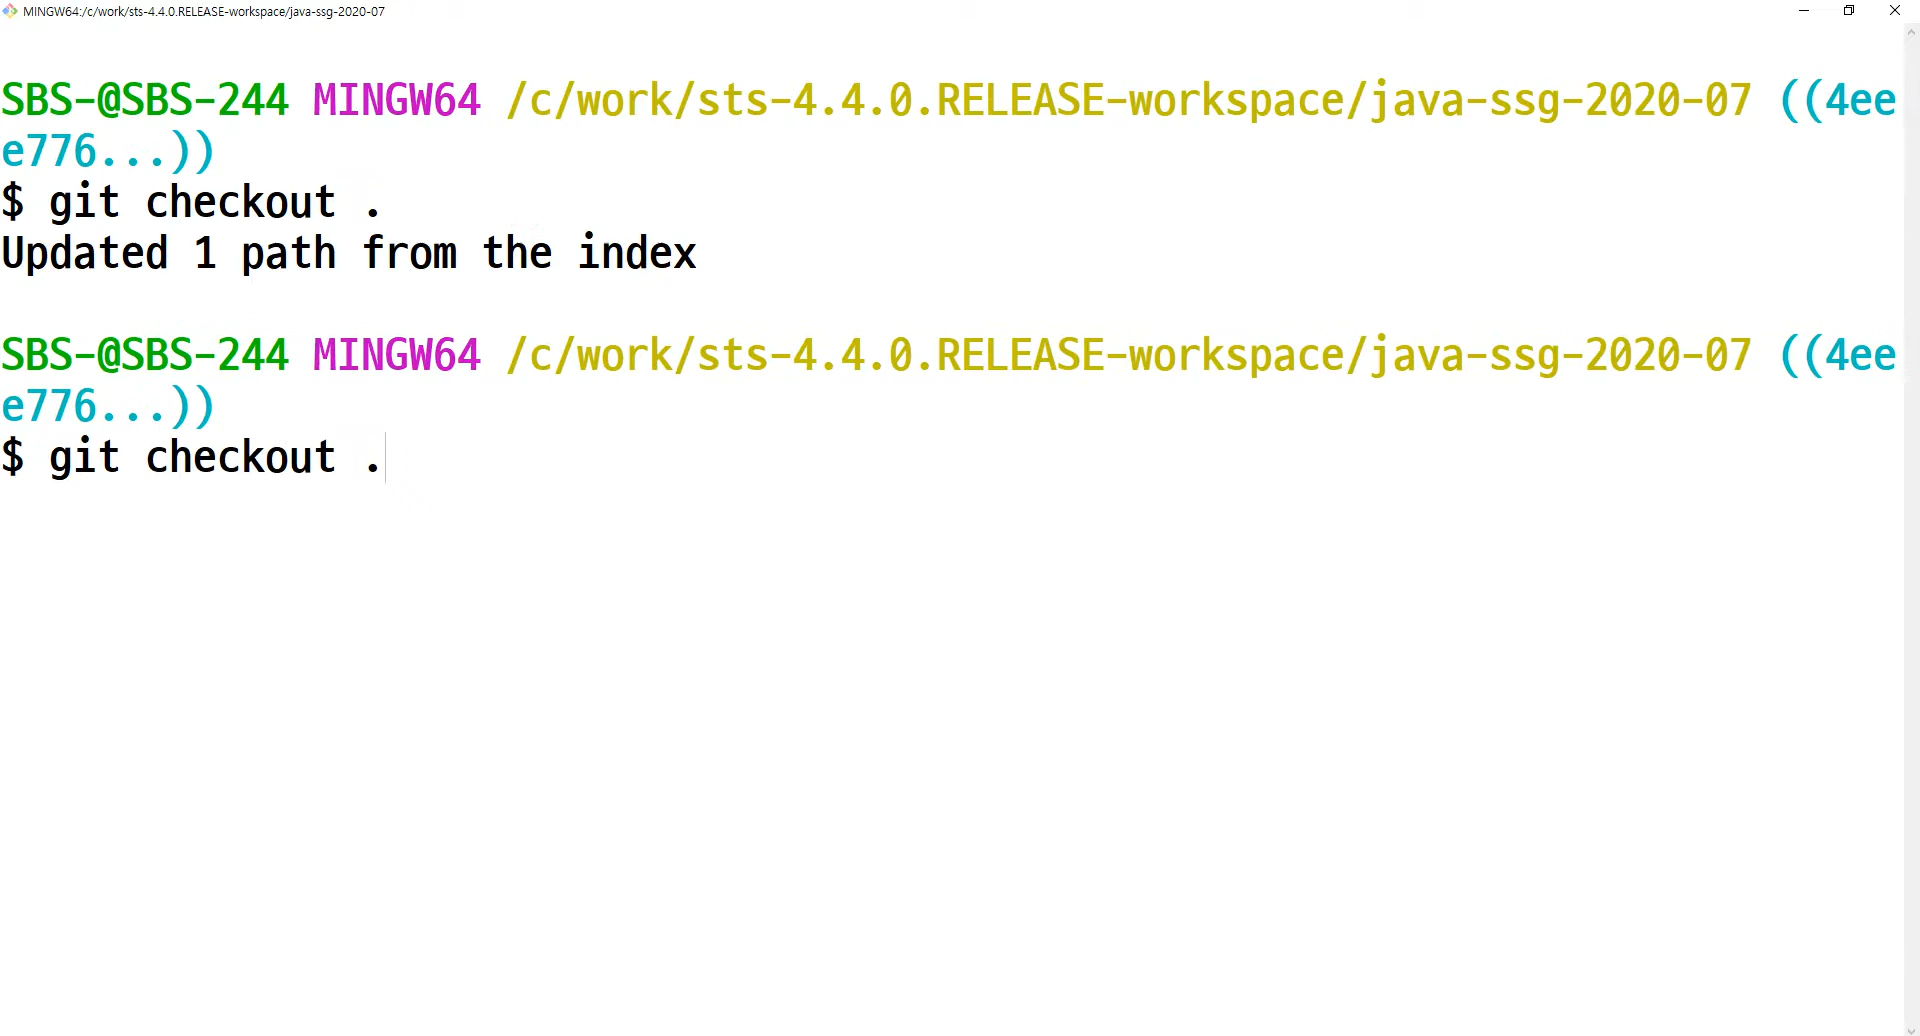 MINGW64:/c/work/sts-4.4.0.RELEASE-workspace/java-ssg-2020-07
SBS-@SBS-244 MINGW64 /c/work/sts-4.4.0.RELEASE-workspace/java-ssg-2020-07 ((4ee
e776...))
$ git checkout .
Updated 1 path from the index
SBS-@SBS-244 MINGW64 /c/work/sts-4.4.0.RELEASE-workspace/java-ssg-2020-07 ((4ee
e776...))
$ git checkout .